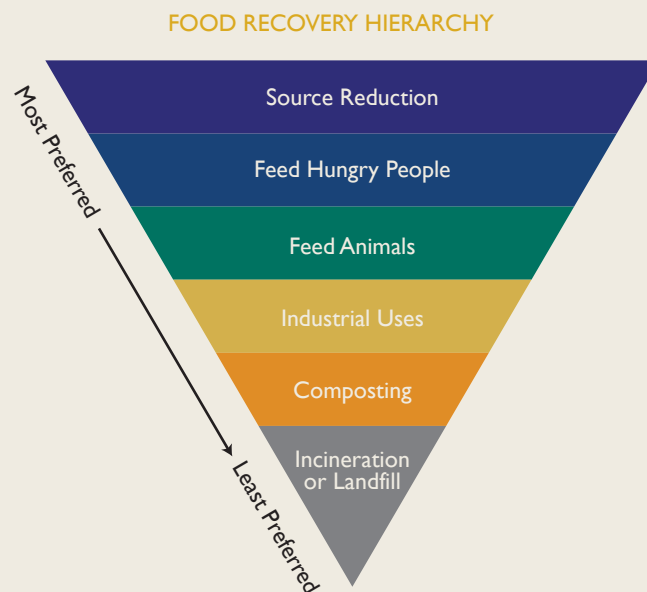 FOOD RECOVERY HIERARCHY
Most Preferred
Source Reduction
Feed Hungry People
Feed Animals
Industrial Uses
Composting
Incineration
or Landfill
Least Preferred